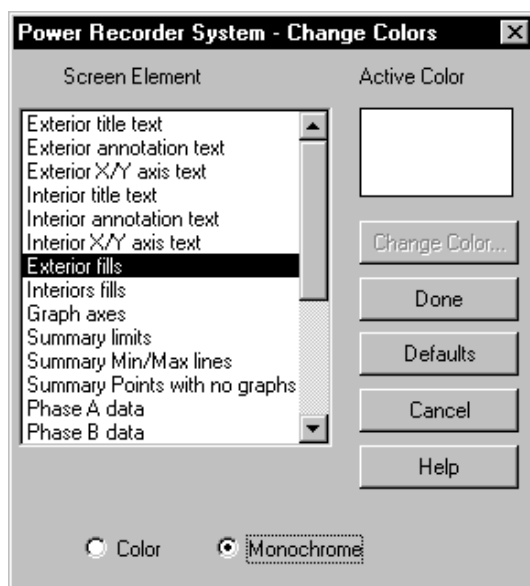 Power Recorder System - Change Colors
Screen Element
Active Color
Exterior title text
Exterior annotation text
Exterior X/Y axis text
Interior title text
Interior annotation text
Interior X/Y axis text
Exterior fills
Interiors fills
Graph axes
Summary limits
Summary Min/Max lines
Summary Points with no graphs
Phase A data
Phase B data
Change Color...
Done
Defaults
Cancel
Help
Color
Monochrome